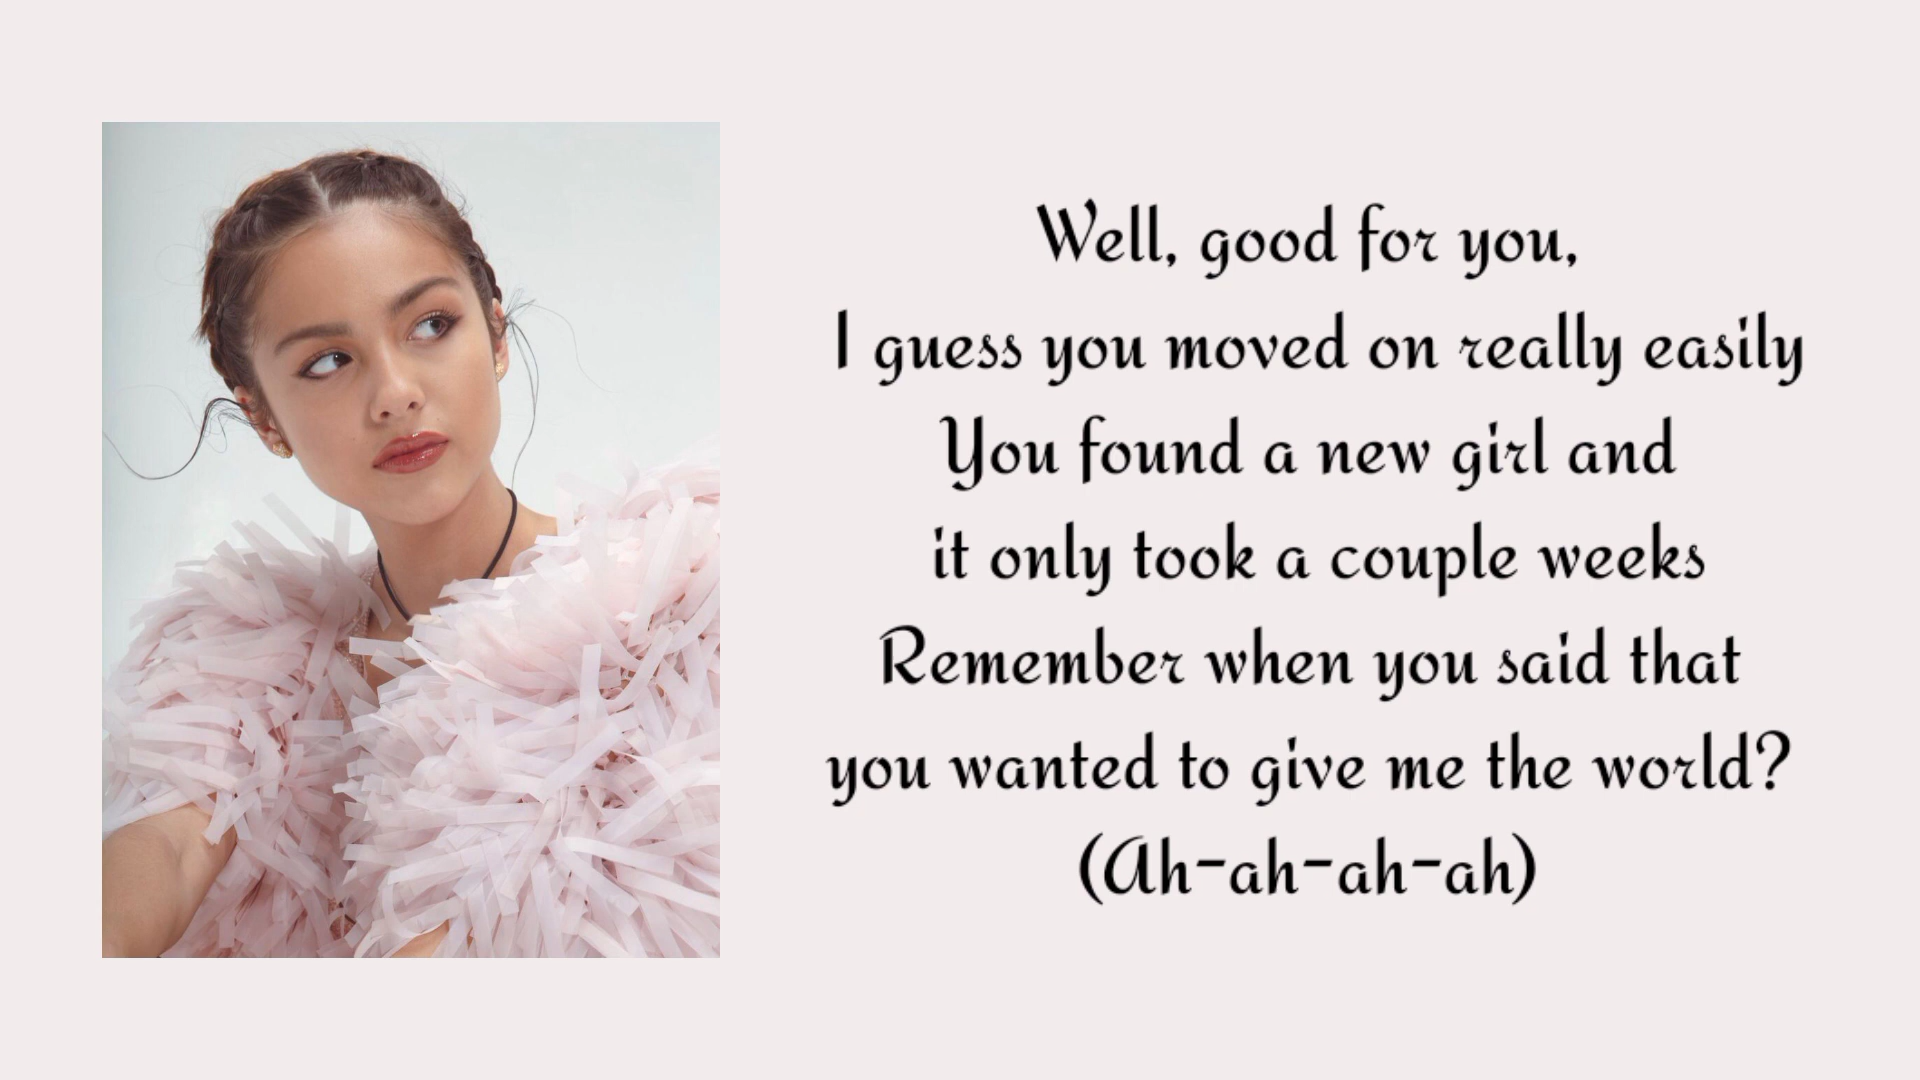 Well, good for you,
I guess you moved on really easily
You found a new girl and
it only took a couple weeks
Remember when you said that
you wanted to give me the world?
(Ah-ah-ah-ah)